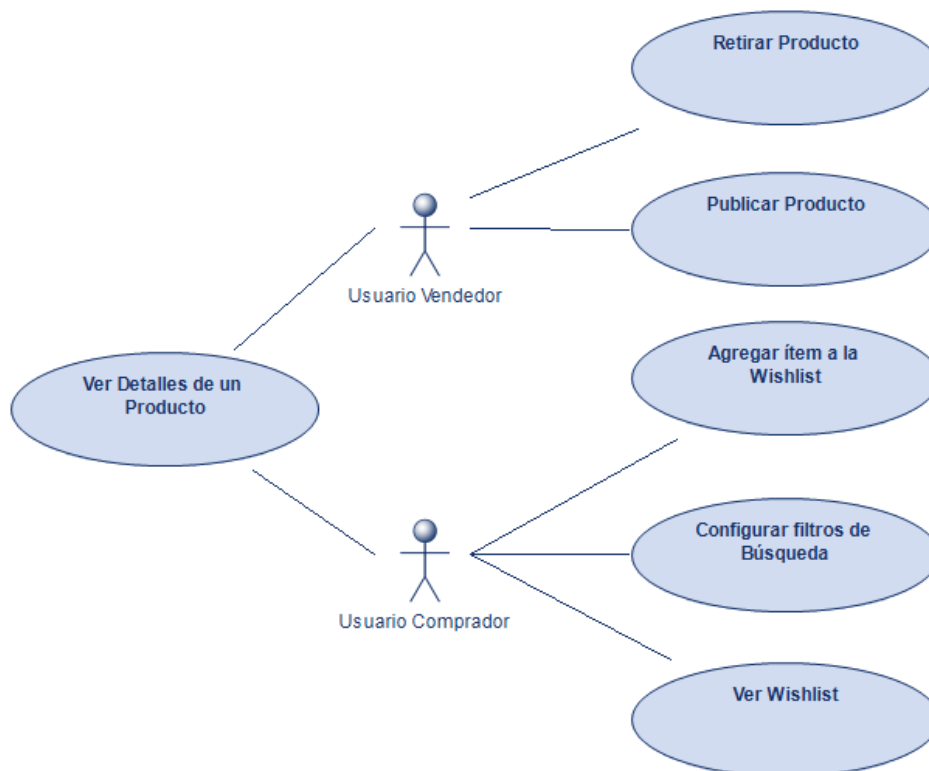 Retirar Producto
Publicar Producto
Usuario Vendedor
Agregar ítem a la
Wishlist
Ver Detalles de un
Producto
Configurar filtros de
Búsqueda
Usuario Comprador
Ver Wishlist